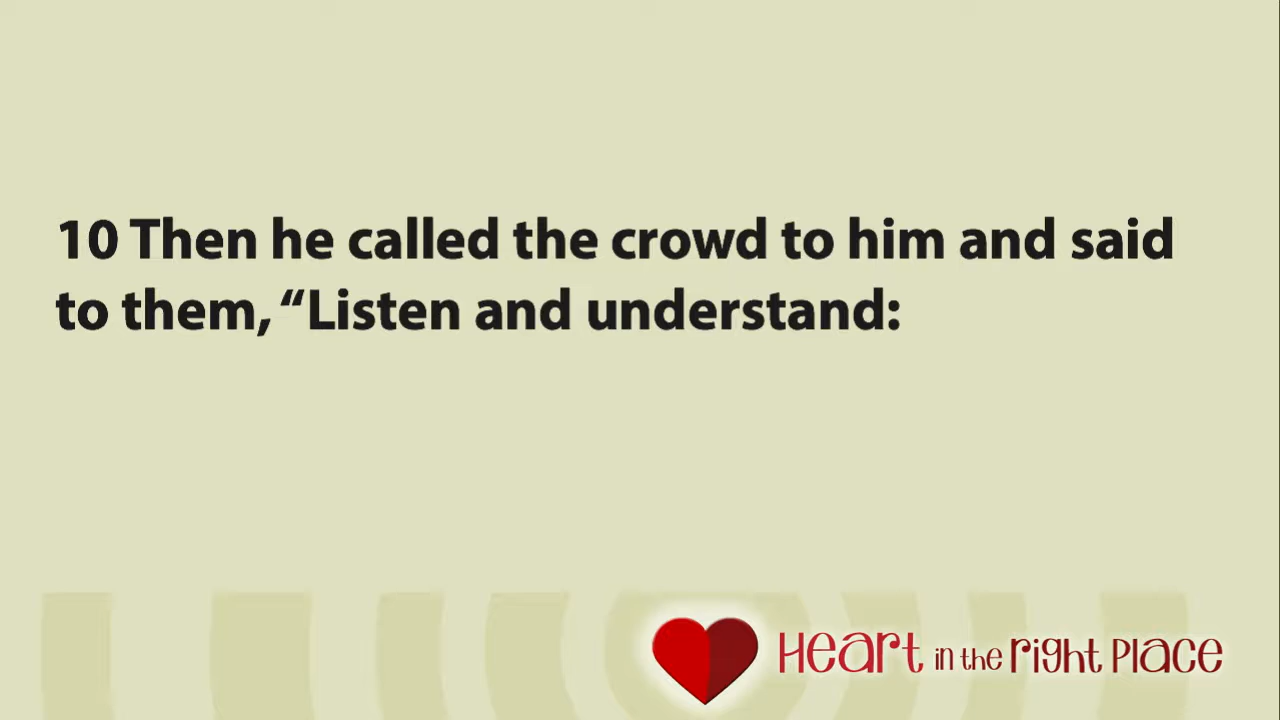 10 Then he called the crowd to him and said
to them, “Listen and understand:
Heart in the right Place